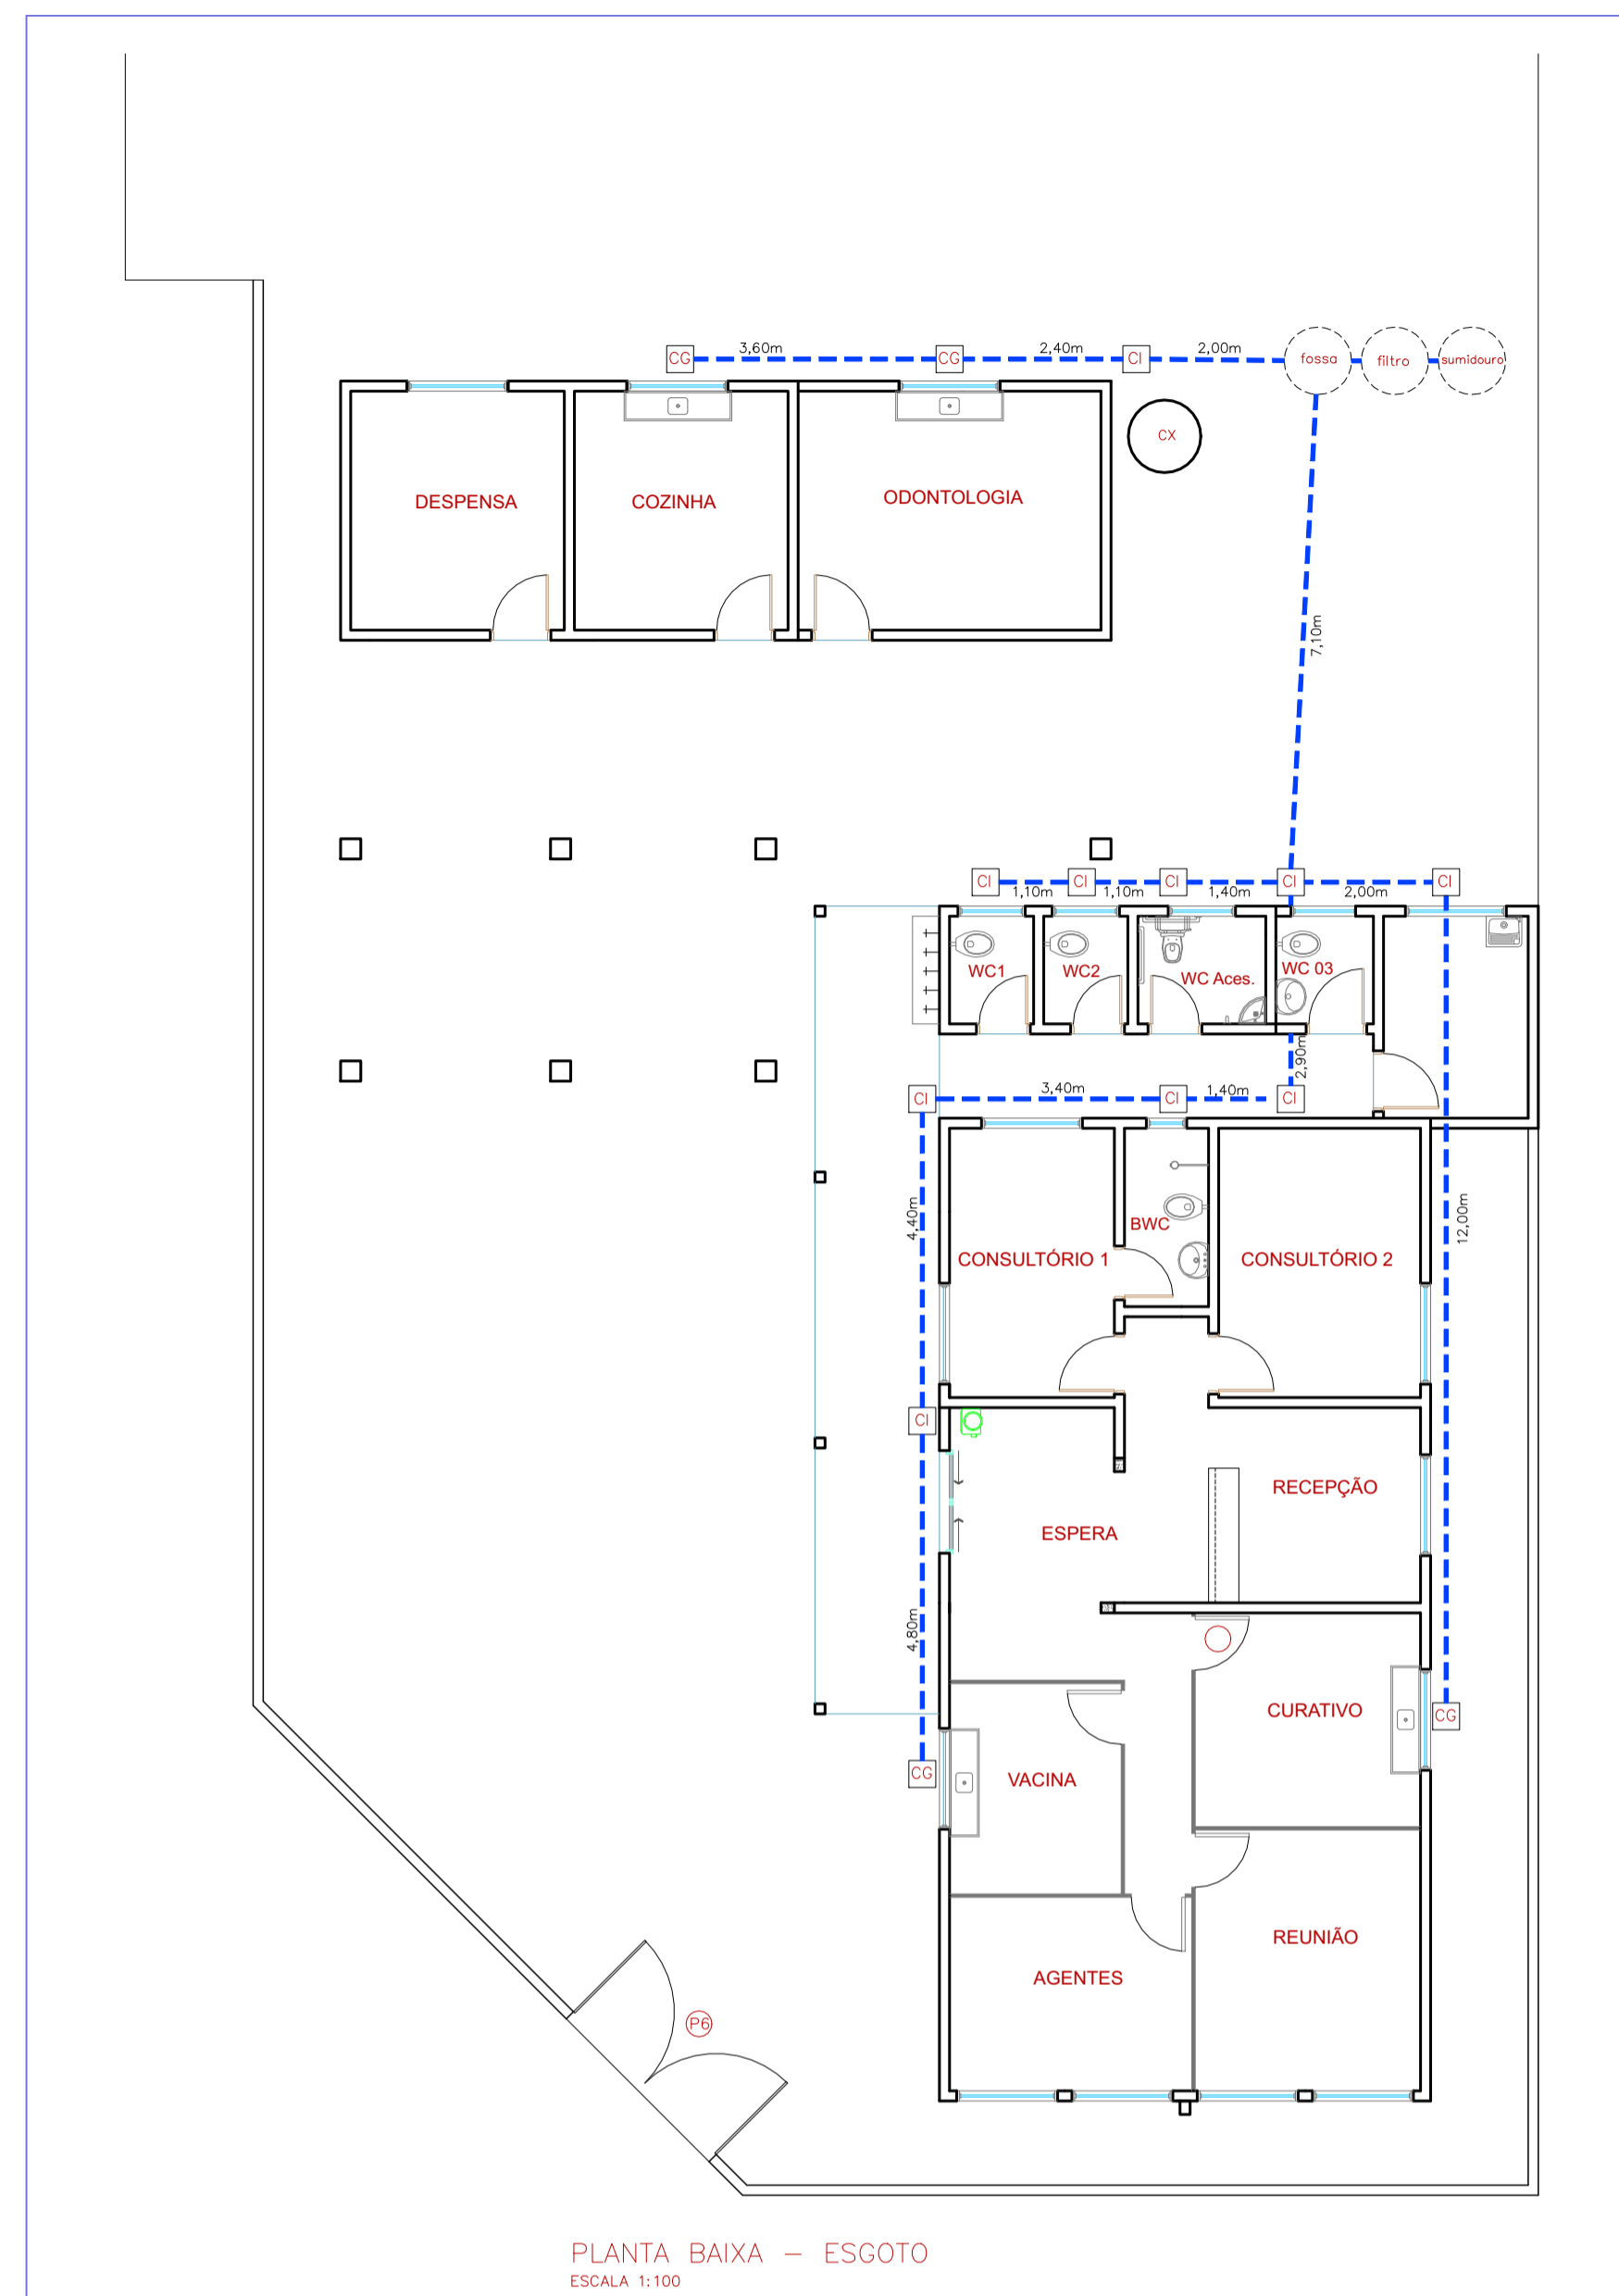 3,60m 2,40m 2,00m
CG CG CI fossa filtro sumidouro
CX
DESPENSA COZINHA ODONTOLOGIA
7,10m
CI CI CI CI CI
1,10m 1,10m 1,40m 2,00m
WC1 WC2 WC Aces. WC 03
2,90m
3,40m 1,40m
CI CI CI
4,40m
12,00m
BWC
CONSULTÓRIO 1 CONSULTÓRIO 2
CI
RECEPÇÃO
ESPERA
4,80m
CURATIVO CG
CG VACINA
REUNIÃO
AGENTES
P6
PLANTA BAIXA – ESGOTO
ESCALA 1:100